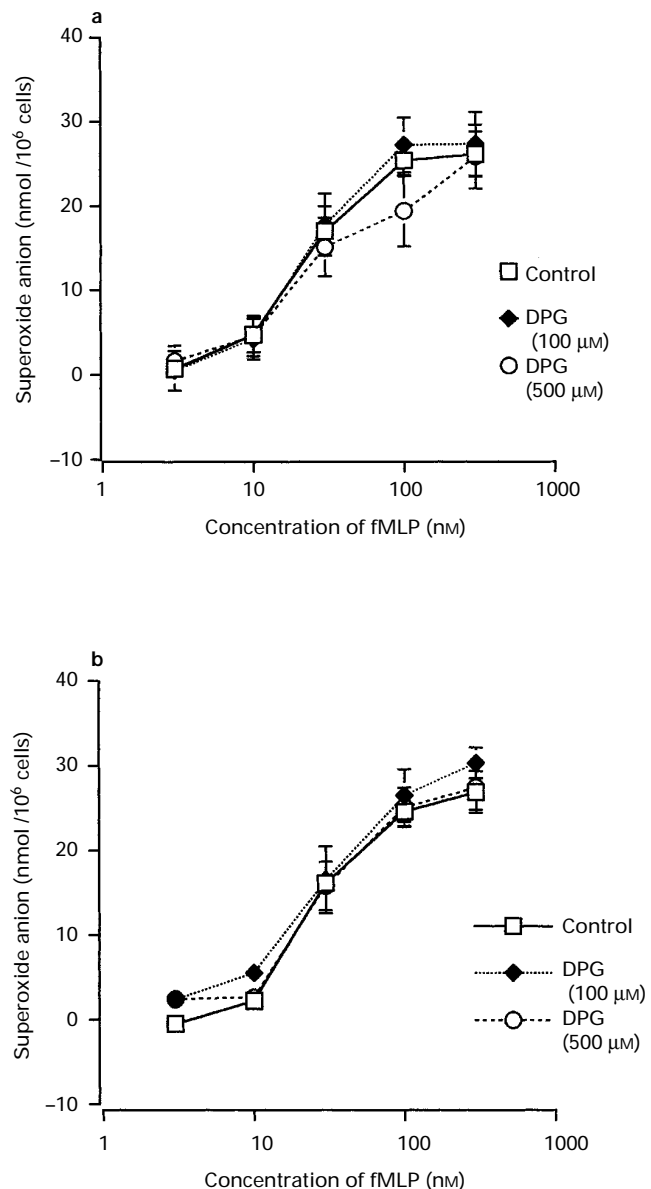 a
Superoxide anion (nmol /10⁶ cells)
40
30
20
10
0
–10
1
10
100
1000
Concentration of fMLP (nM)
Control
DPG
(100 μM)
DPG
(500 μM)
b
Superoxide anion (nmol /10⁶ cells)
40
30
20
10
0
–10
1
10
100
1000
Concentration of fMLP (nM)
Control
DPG
(100 μM)
DPG
(500 μM)